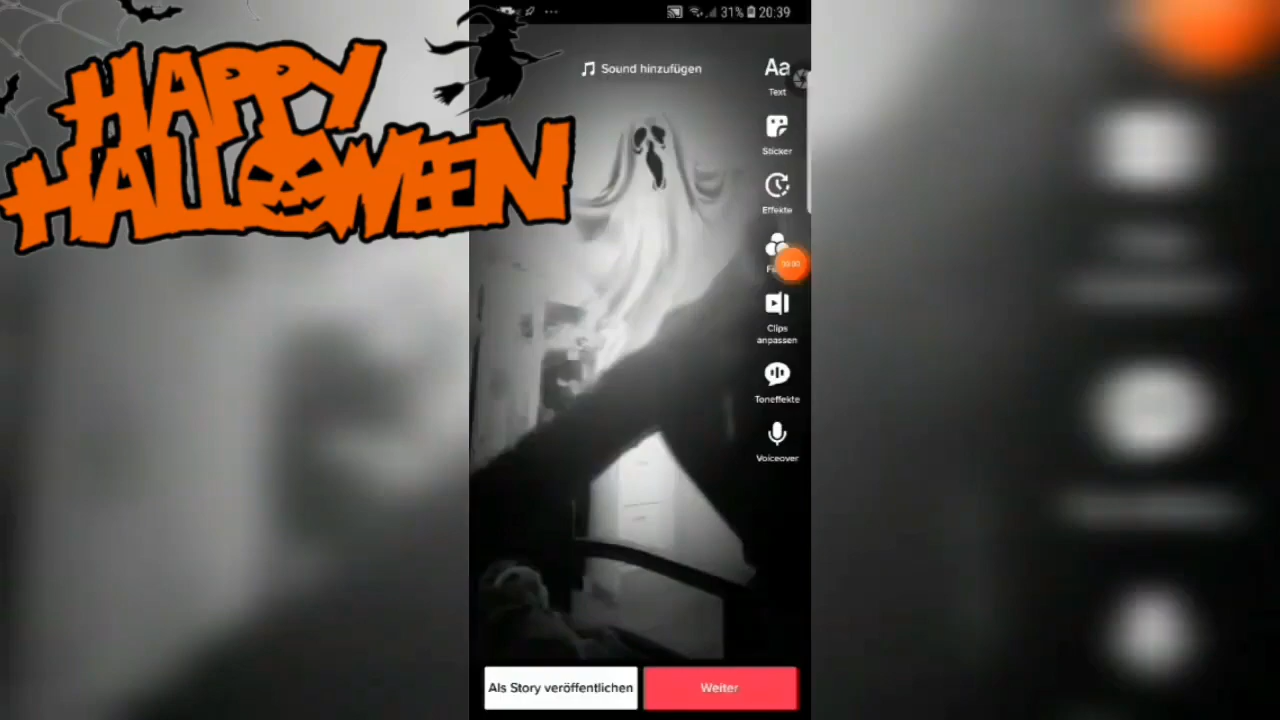 HAPPY
HALLOWEEN
31% 20:39
Sound hinzufügen
Aa
Text
Sticker
Effekte
Clips
anpassen
Toneffekte
Voiceover
Als Story veröffentlichen
Weiter